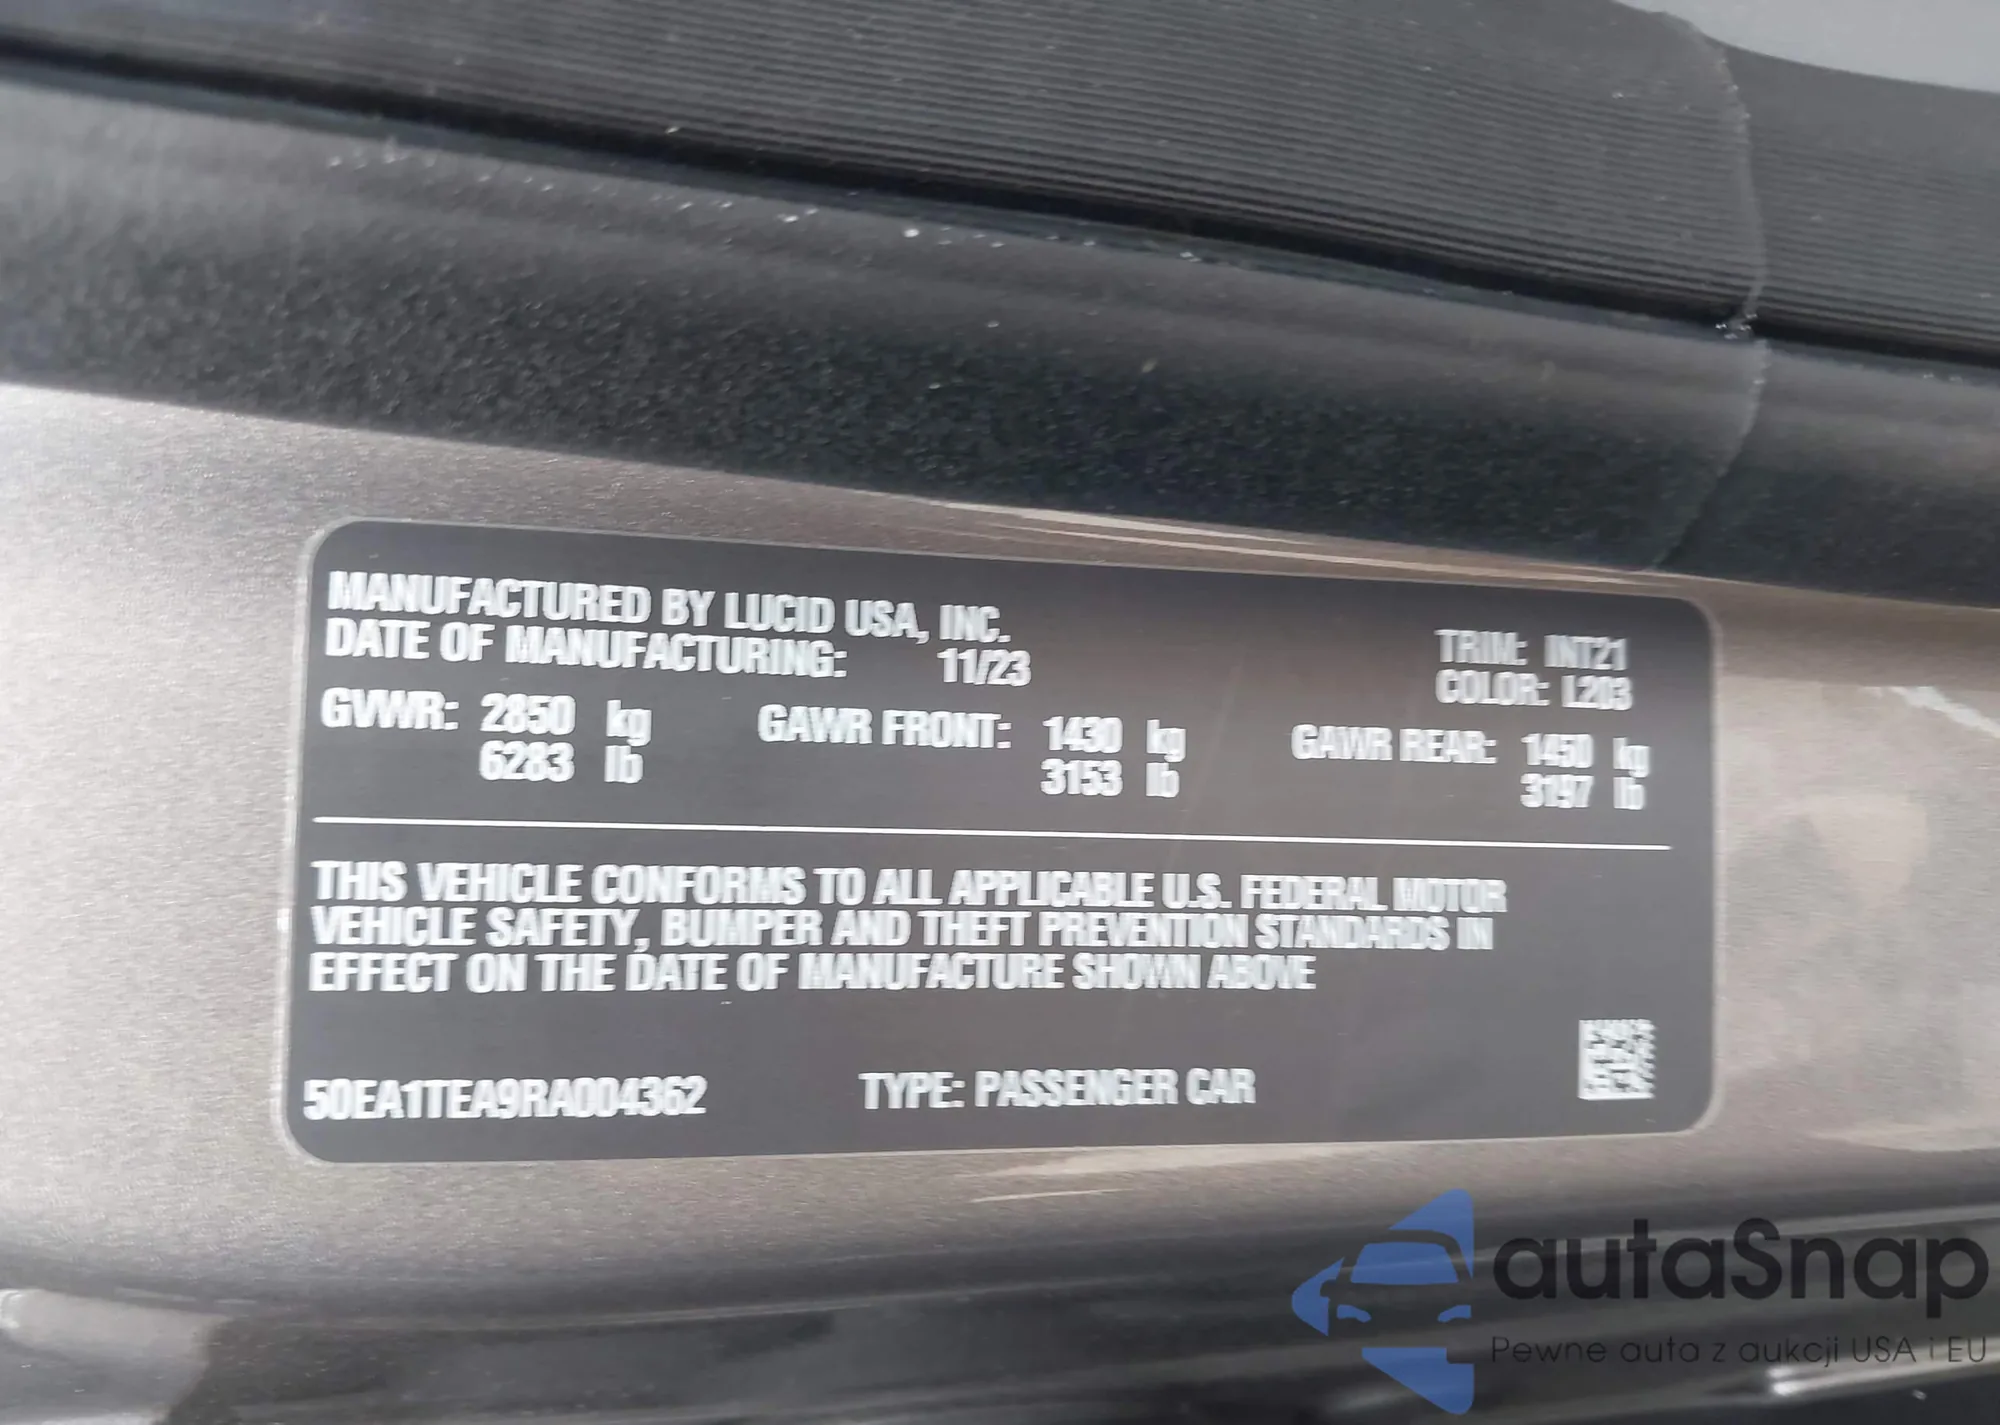 MANUFACTURED BY LUCID USA, INC.
DATE OF MANUFACTURING: 11/23
TRIM: INT21
COLOR: L203
GVWR: 2850 kg
6283 lb
GAWR FRONT: 1430 kg
3153 lb
GAWR REAR: 1450 kg
3197 lb
THIS VEHICLE CONFORMS TO ALL APPLICABLE U.S. FEDERAL MOTOR
VEHICLE SAFETY, BUMPER AND THEFT PREVENTION STANDARDS IN
EFFECT ON THE DATE OF MANUFACTURE SHOWN ABOVE
50EA1TEA9RA004362
TYPE: PASSENGER CAR
autaSnap
Pewne auta z aukcji USA i EU